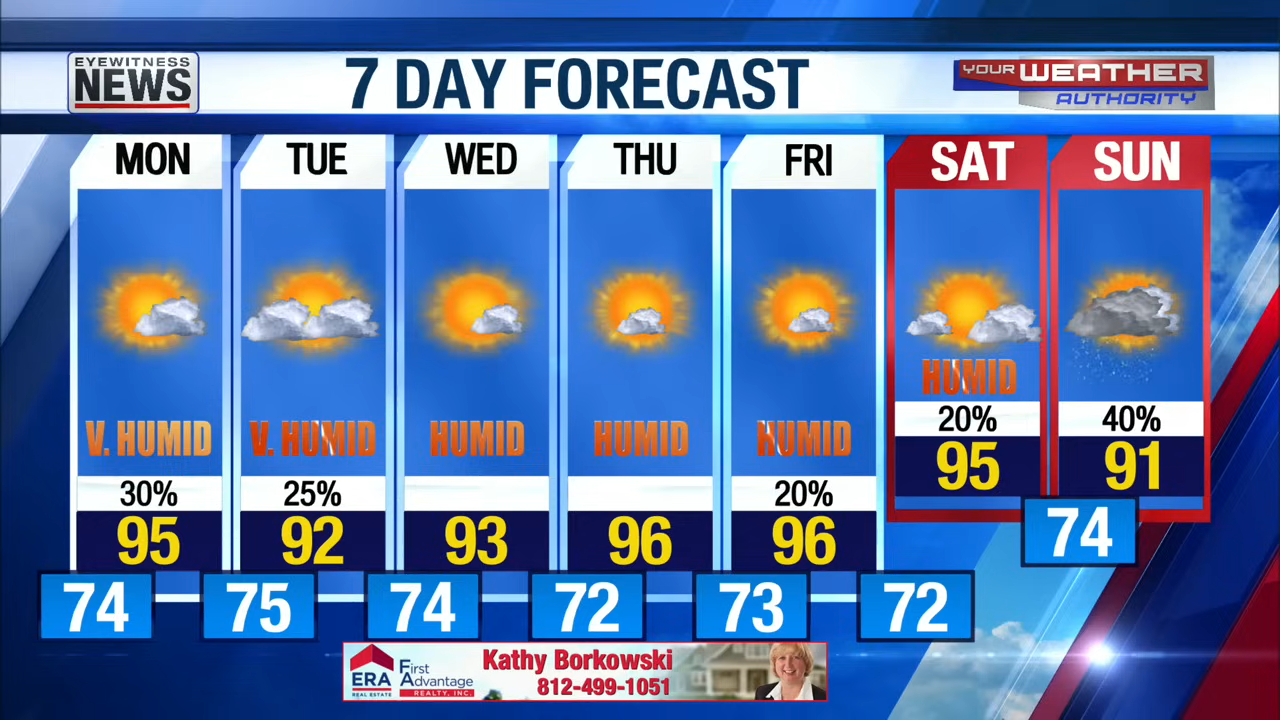 EYEWITNESS
NEWS
7 DAY FORECAST
YOUR WEATHER
AUTHORITY
MON
TUE
WED
THU
FRI
SAT
SUN
V. HUMID
V. HUMID
HUMID
HUMID
HUMID
HUMID
30%
25%
20%
20%
40%
95
92
93
96
96
95
91
74
75
74
72
73
72
74
ERA
REAL ESTATE
First
Advantage
REALTY, INC.
Kathy Borkowski
812-499-1051